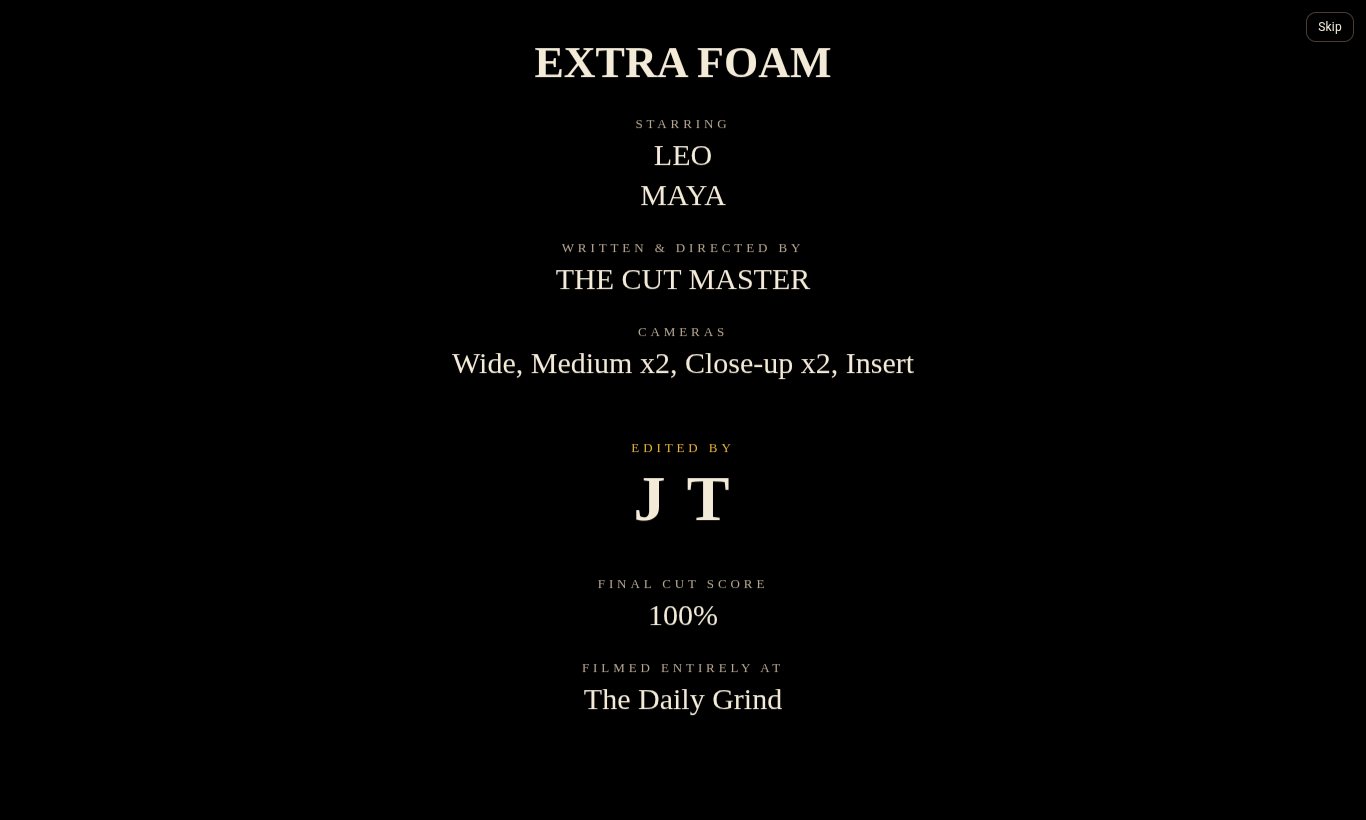 Skip
EXTRA FOAM
STARRING
LEO
MAYA
WRITTEN & DIRECTED BY
THE CUT MASTER
CAMERAS
Wide, Medium x2, Close-up x2, Insert
EDITED BY
J T
FINAL CUT SCORE
100%
FILMED ENTIRELY AT
The Daily Grind